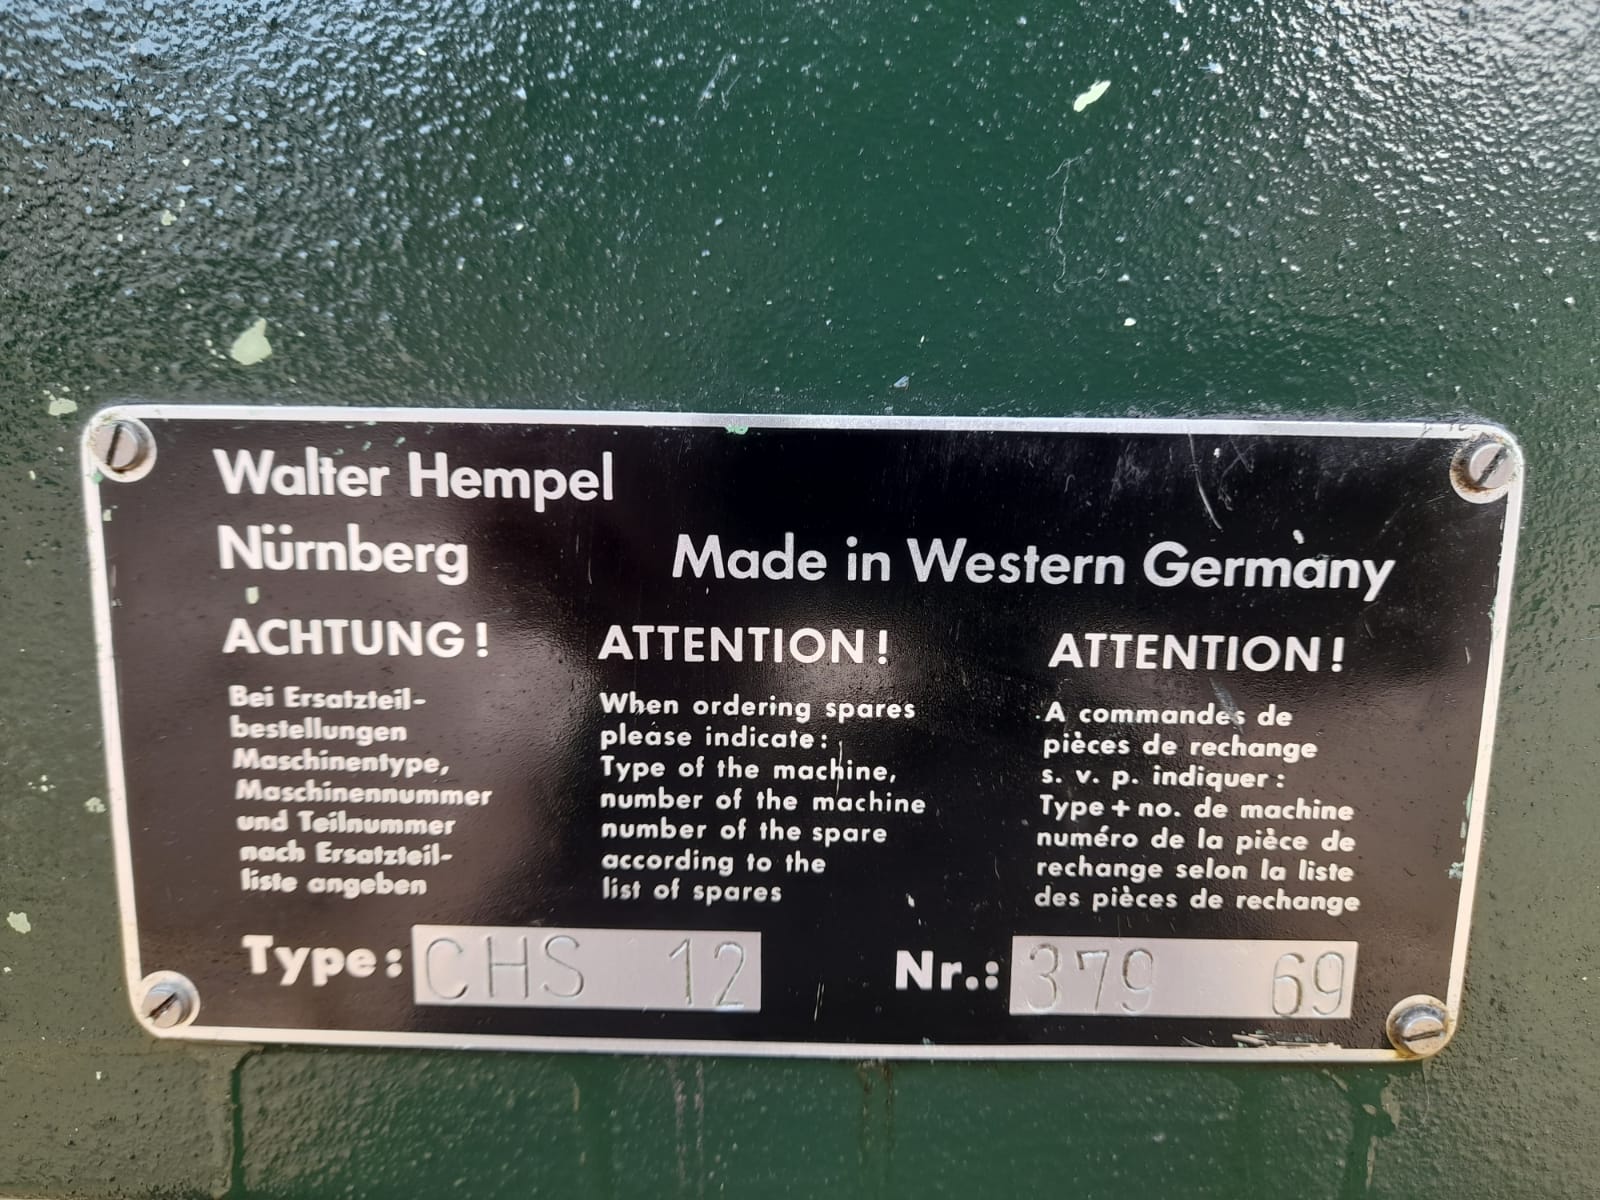 Walter Hempel
Nürnberg
Made in Western Germany
ACHTUNG!
Bei Ersatzteil-
bestellungen
Maschinentype,
Maschinennummer
und Teilnummer
nach Ersatzteil-
liste angeben
ATTENTION!
When ordering spares
please indicate:
Type of the machine,
number of the machine
number of the spare
according to the
list of spares
ATTENTION!
A commandes de
pièces de rechange
s. v. p. indiquer:
Type + no. de machine
numéro de la pièce de
rechange selon la liste
des pièces de rechange
Type: CHS 12
Nr.: 379 69